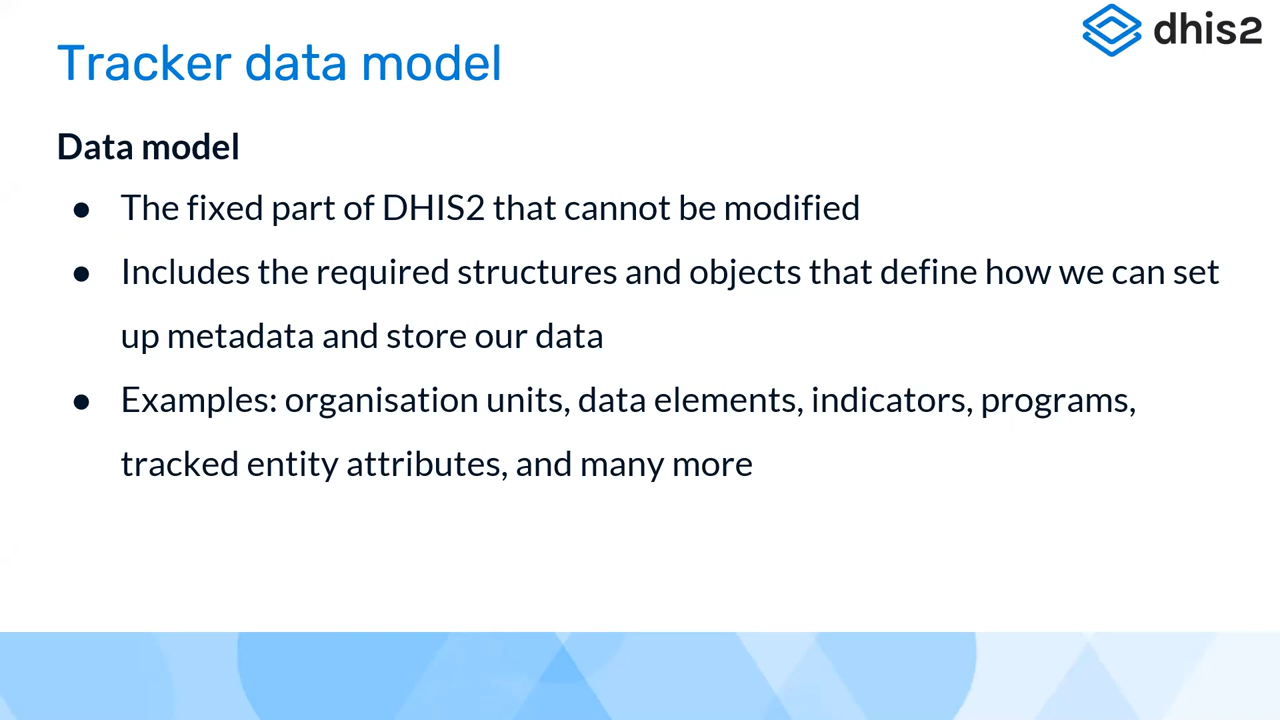 dhis2
Tracker data model
Data model
● The fixed part of DHIS2 that cannot be modified
● Includes the required structures and objects that define how we can set
up metadata and store our data
● Examples: organisation units, data elements, indicators, programs,
tracked entity attributes, and many more